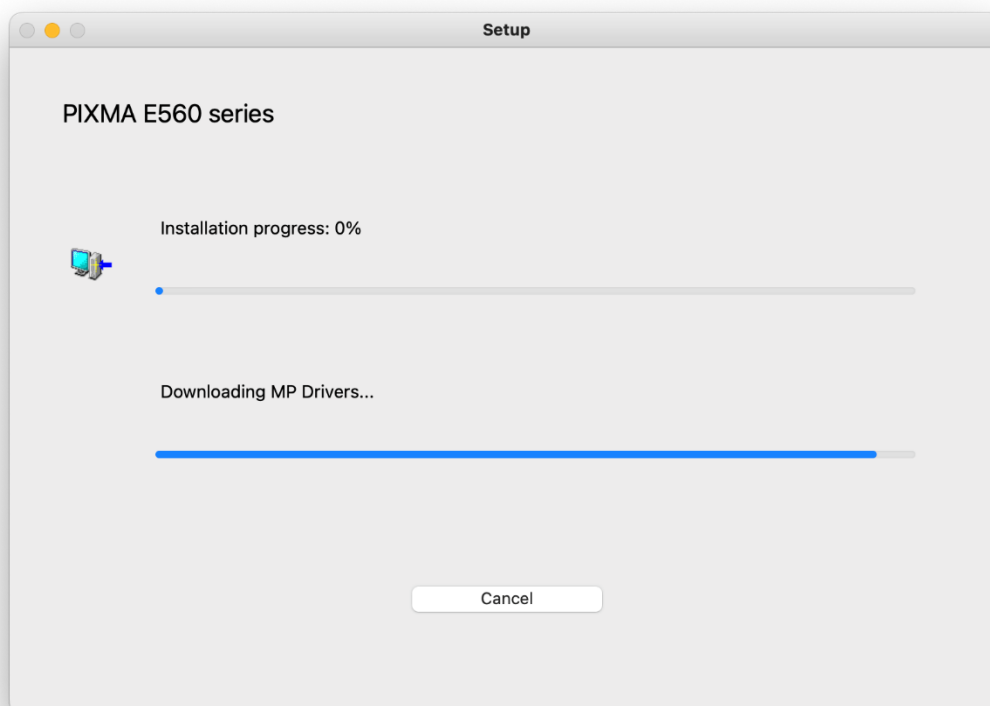 Setup
PIXMA E560 series
Installation progress: 0%
Downloading MP Drivers...
Cancel